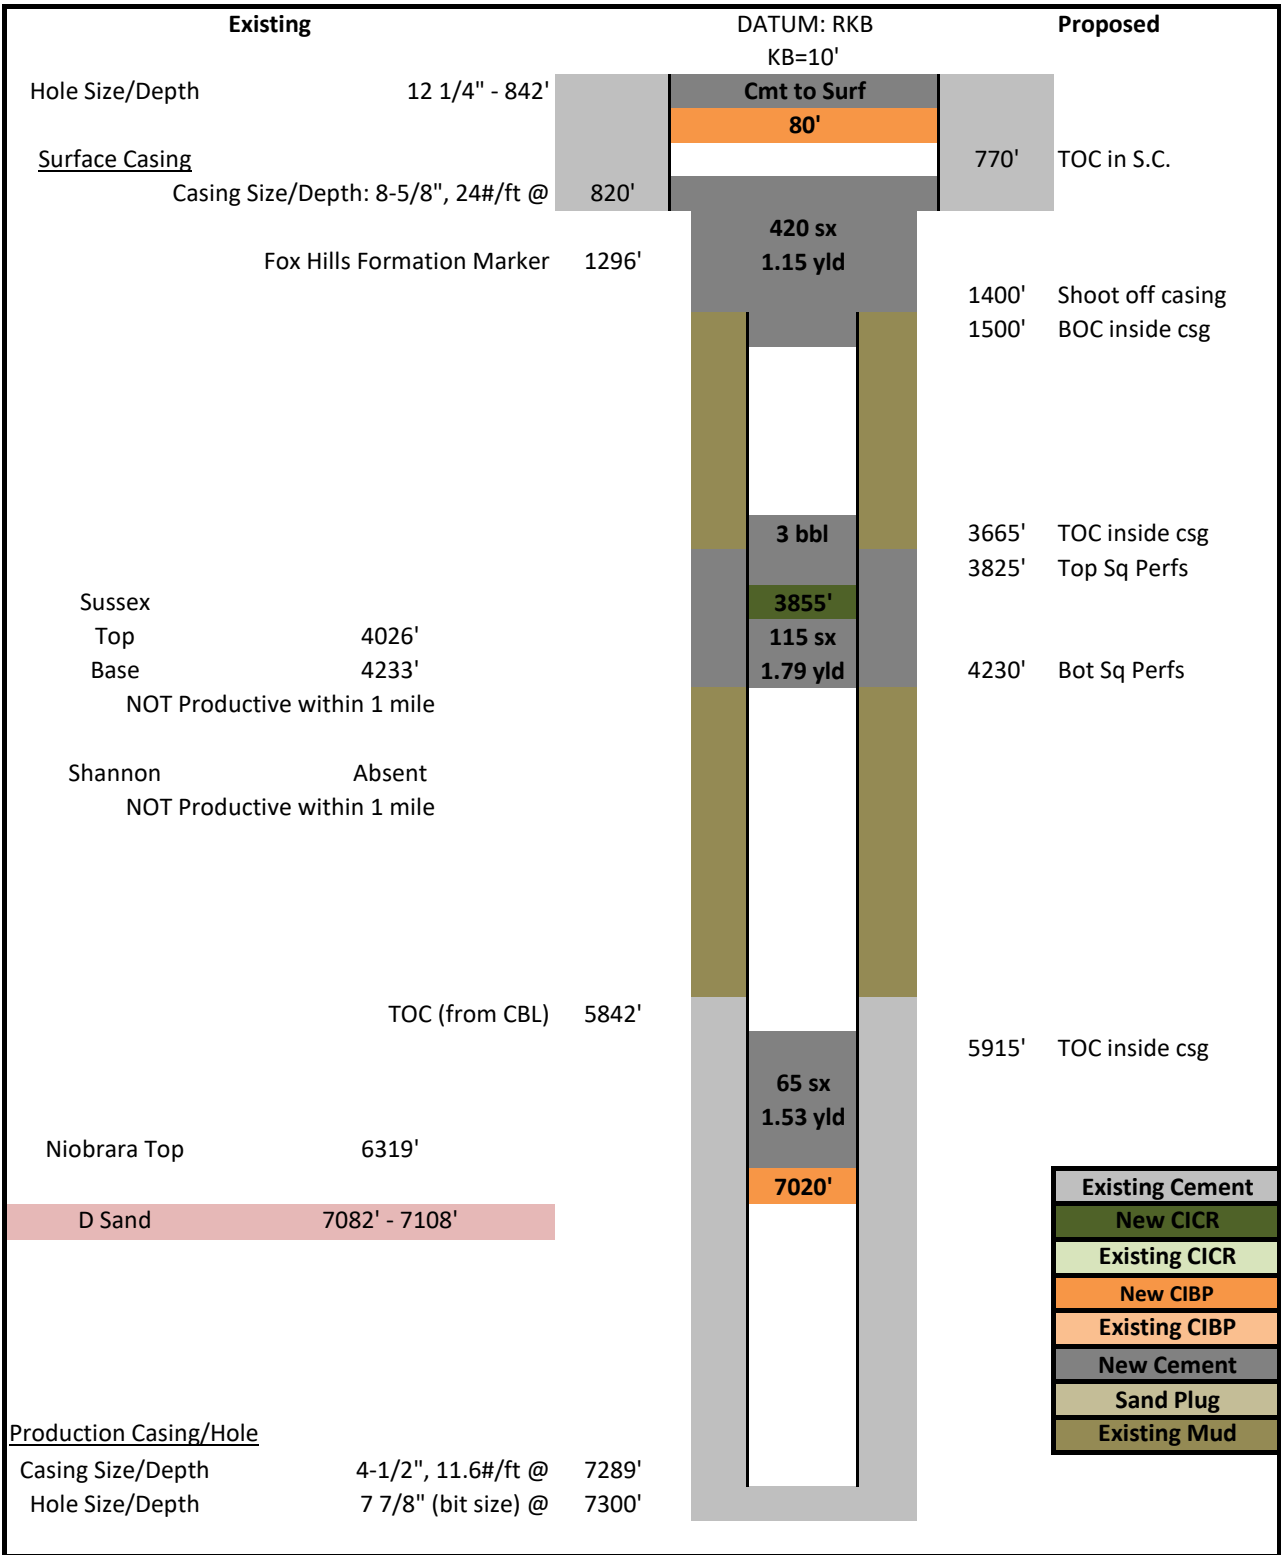 Existing DATUM: RKB Proposed
KB=10'
Hole Size/Depth 12 1/4" - 842' Cmt to Surf
80'
Surface Casing 770' TOC in S.C.
Casing Size/Depth: 8-5/8", 24#/ft @ 820'
420 sx
Fox Hills Formation Marker 1296' 1.15 yld
1400' Shoot off casing
1500' BOC inside csg
3 bbl 3665' TOC inside csg
3825' Top Sq Perfs
Sussex 3855'
Top 4026' 115 sx
Base 4233' 1.79 yld 4230' Bot Sq Perfs
NOT Productive within 1 mile
Shannon Absent
NOT Productive within 1 mile
TOC (from CBL) 5842'
5915' TOC inside csg
65 sx
1.53 yld
Niobrara Top 6319'
7020' Existing Cement
D Sand 7082' - 7108' New CICR
Existing CICR
New CIBP
Existing CIBP
New Cement
Sand Plug
Production Casing/Hole Existing Mud
Casing Size/Depth 4-1/2", 11.6#/ft @ 7289'
Hole Size/Depth 7 7/8" (bit size) @ 7300'